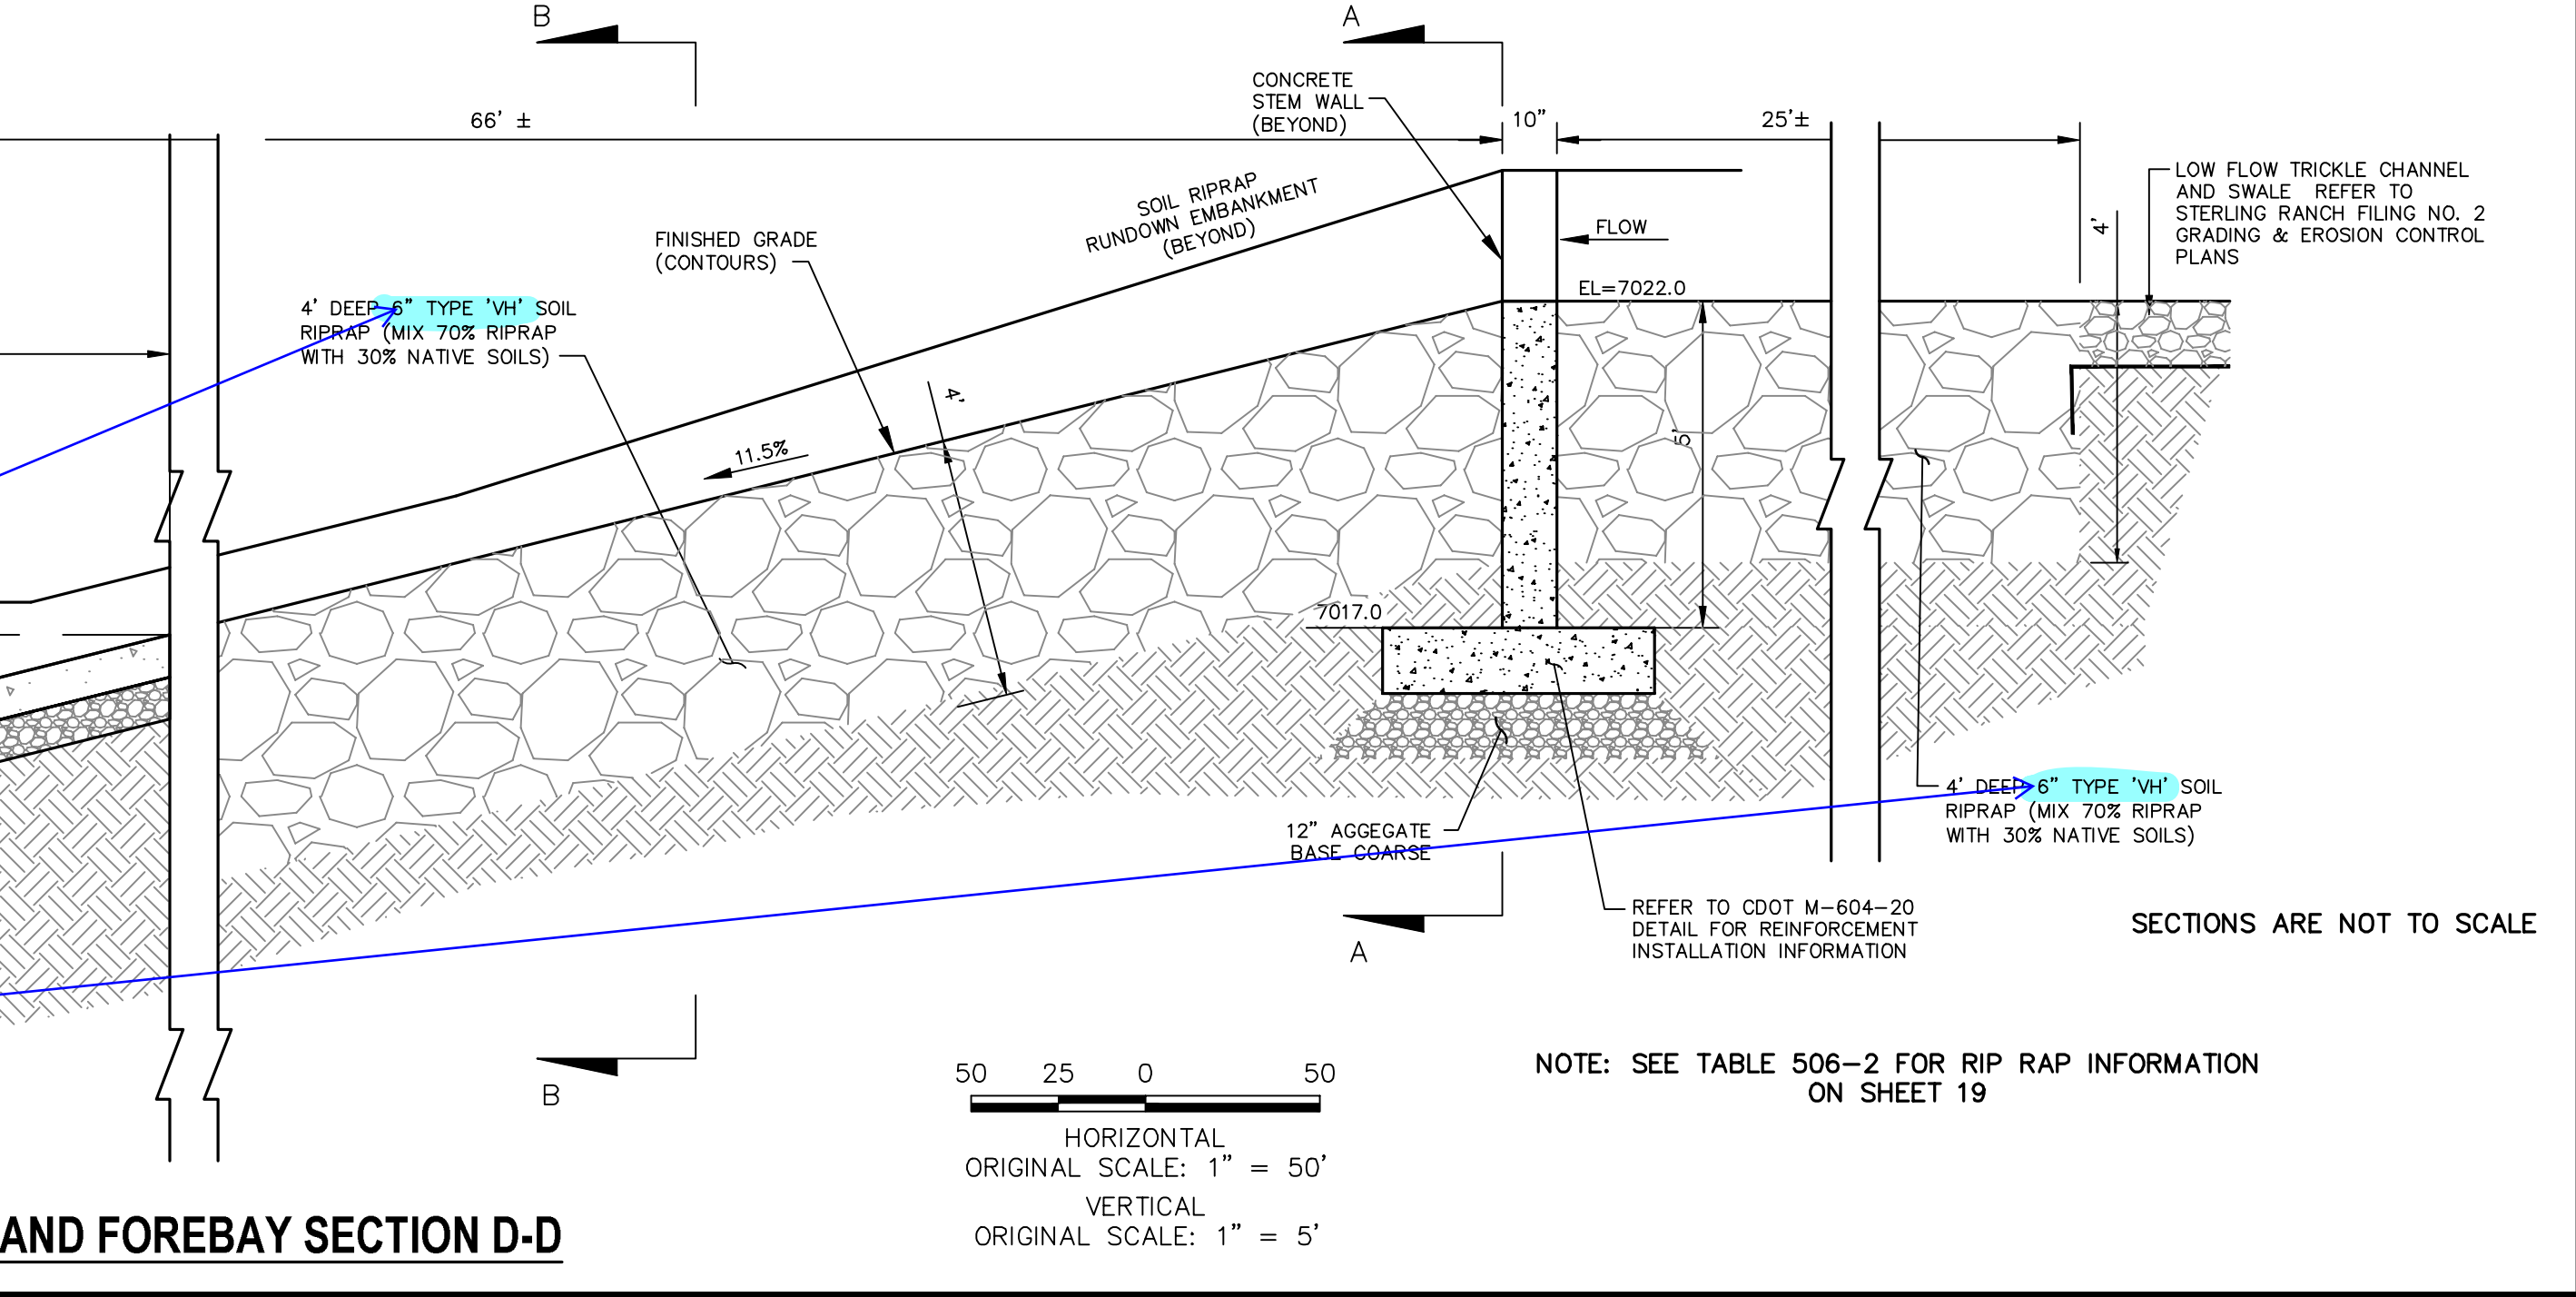 B
A
CONCRETE
STEM WALL
(BEYOND)
66' ±
10"
25'±
LOW FLOW TRICKLE CHANNEL
AND SWALE REFER TO
STERLING RANCH FILING NO. 2
GRADING & EROSION CONTROL
PLANS
SOIL RIPRAP
RUNDOWN EMBANKMENT
(BEYOND)
FLOW
4'
FINISHED GRADE
(CONTOURS)
EL=7022.0
4' DEEP 6" TYPE 'VH' SOIL
RIPRAP (MIX 70% RIPRAP
WITH 30% NATIVE SOILS)
4'
11.5%
5'
7017.0
4' DEEP 6" TYPE 'VH' SOIL
RIPRAP (MIX 70% RIPRAP
WITH 30% NATIVE SOILS)
12" AGGEGATE
BASE COARSE
REFER TO CDOT M-604-20
DETAIL FOR REINFORCEMENT
INSTALLATION INFORMATION
SECTIONS ARE NOT TO SCALE
A
B
50 25 0 50
HORIZONTAL
ORIGINAL SCALE: 1" = 50'
VERTICAL
ORIGINAL SCALE: 1" = 5'
NOTE: SEE TABLE 506-2 FOR RIP RAP INFORMATION
ON SHEET 19
AND FOREBAY SECTION D-D